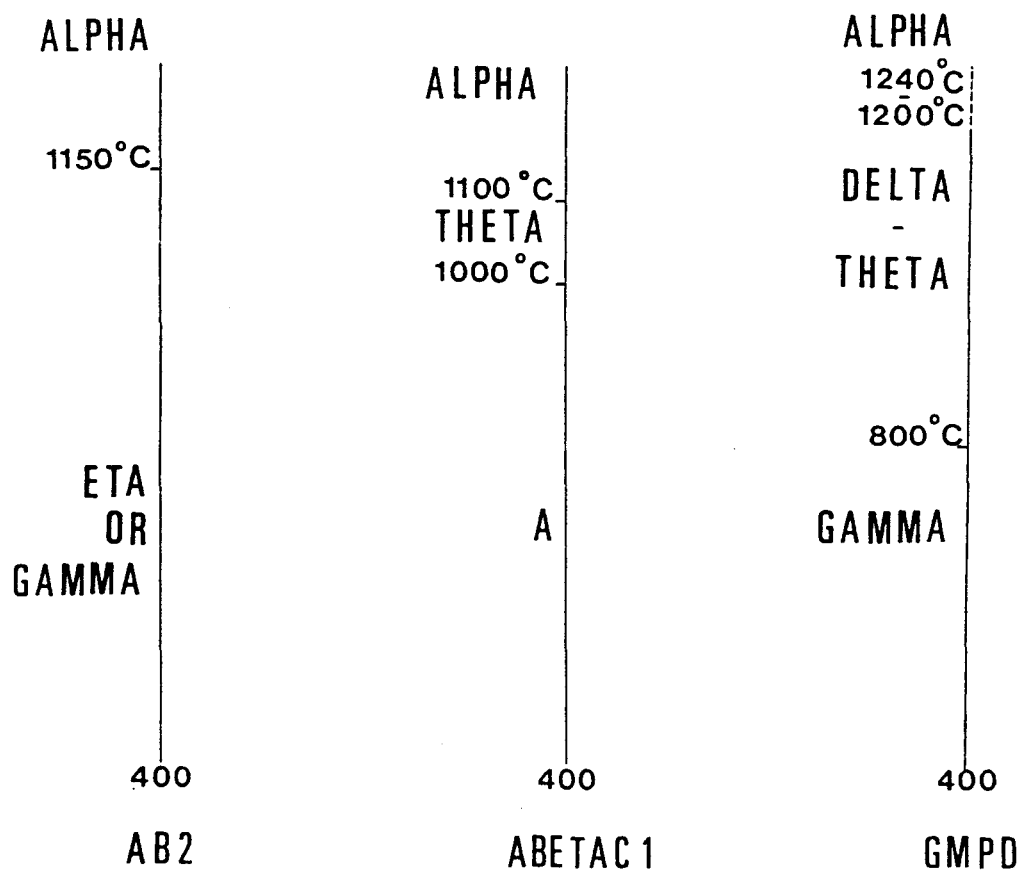 ALPHA
1150°C
ETA
OR
GAMMA
400
AB2
ALPHA
1100°C
THETA
1000°C
A
400
ABETAC1
ALPHA
1240°C
-
1200°C
DELTA
-
THETA
800°C
GAMMA
400
GMPD